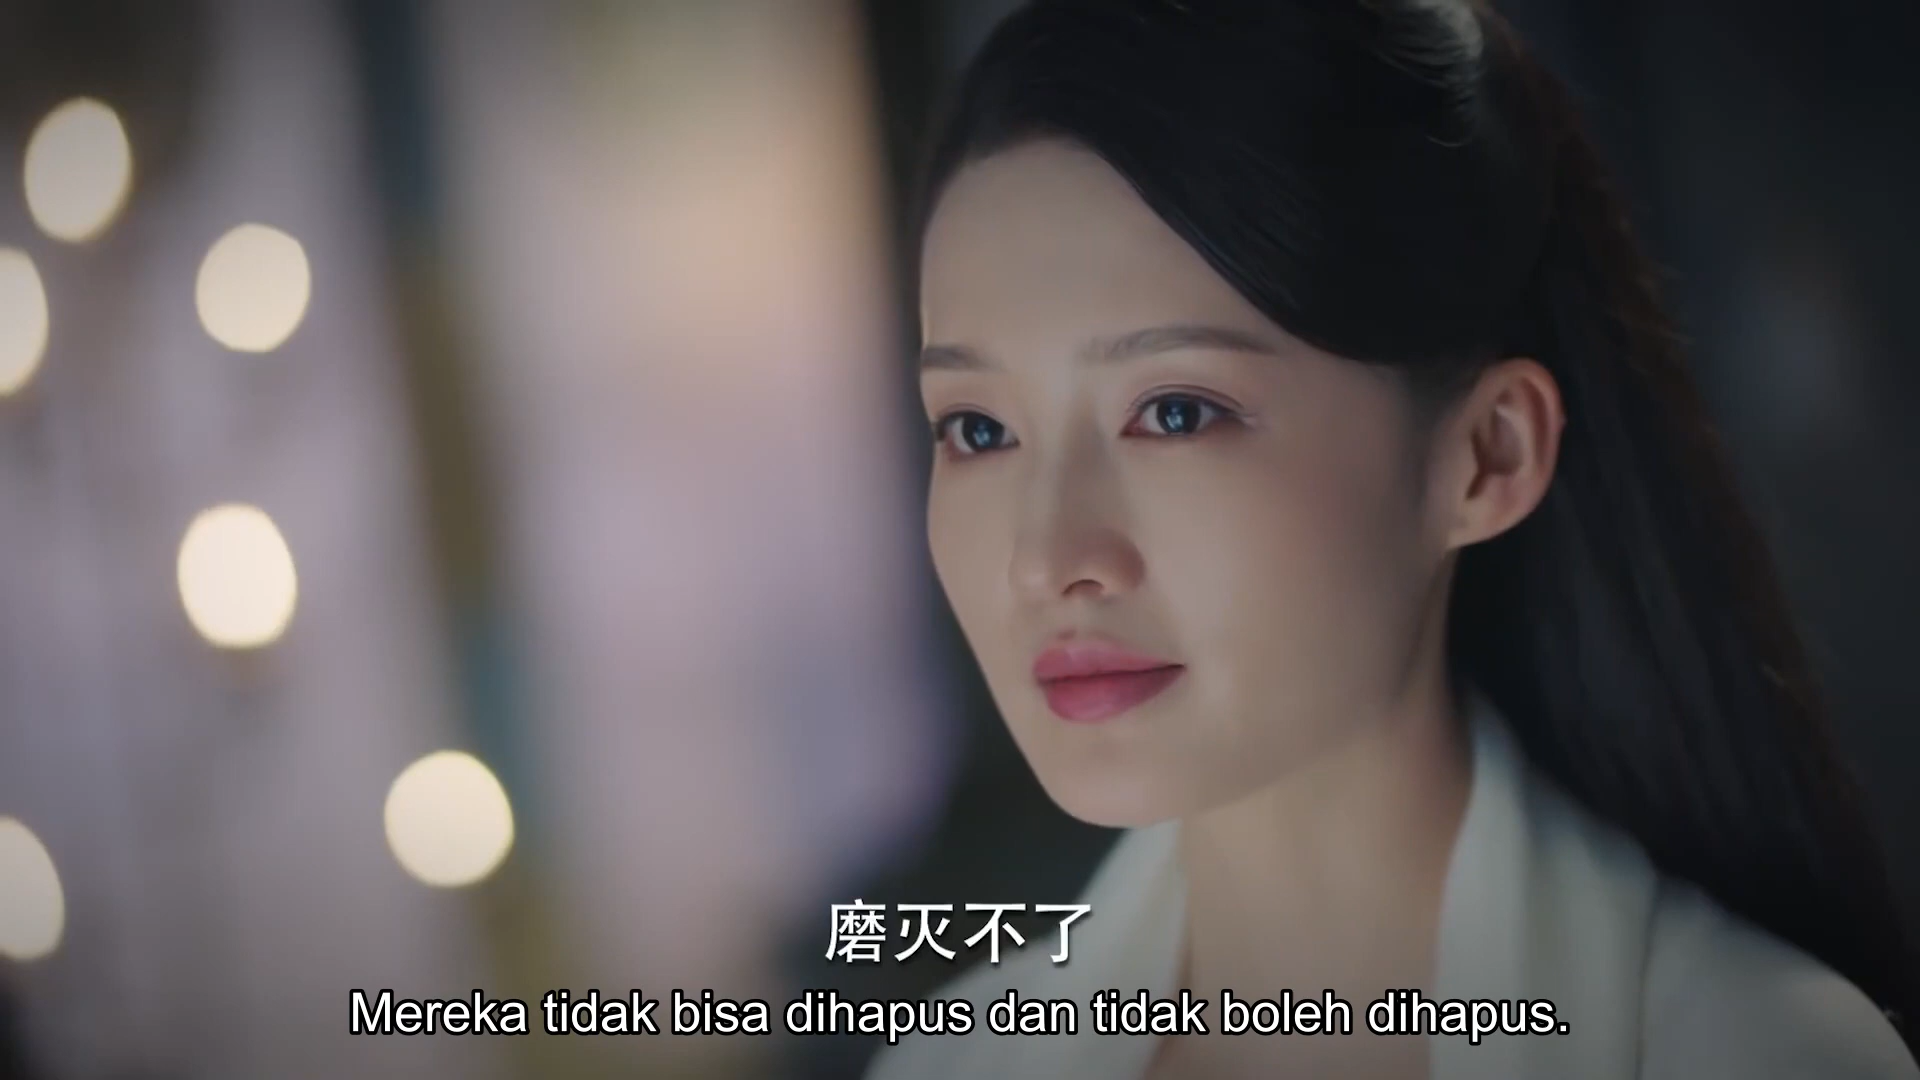 磨灭不了
Mereka tidak bisa dihapus dan tidak boleh dihapus.